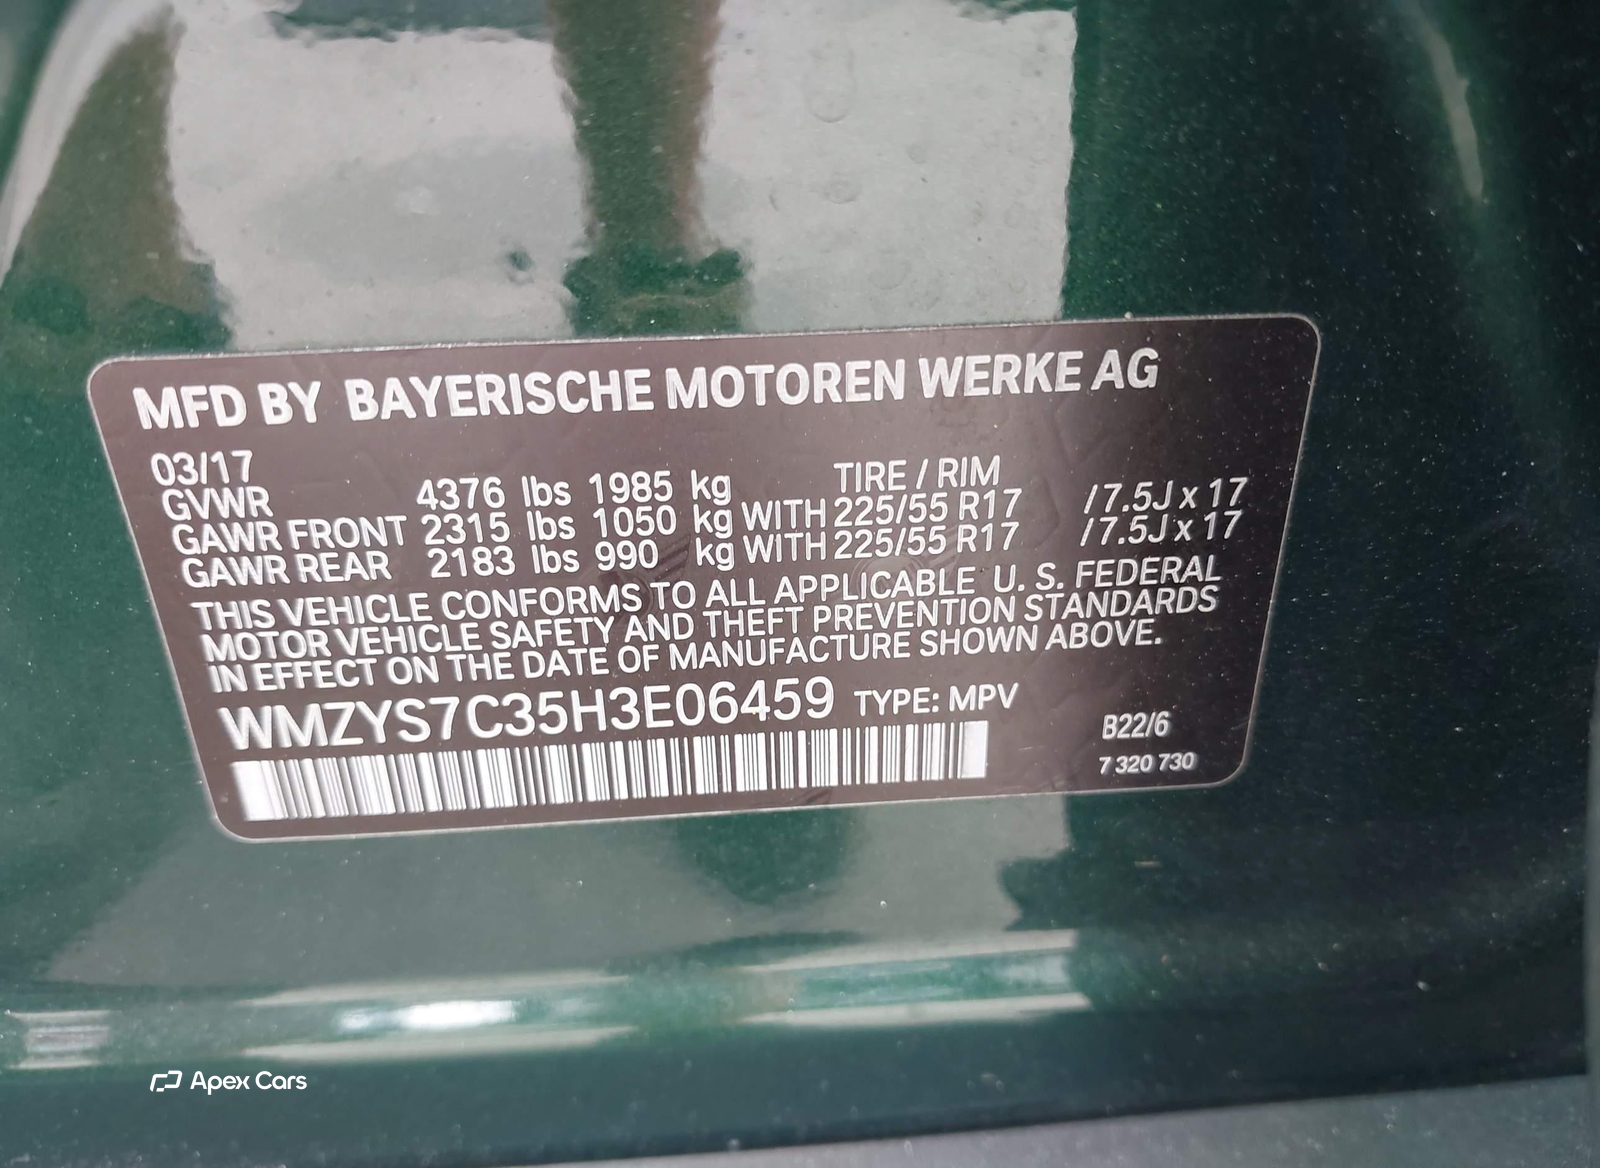 MFD BY BAYERISCHE MOTOREN WERKE AG
03/17 TIRE / RIM
GVWR 4376 lbs 1985 kg
GAWR FRONT 2315 lbs 1050 kg WITH 225/55 R17 /7.5J x 17
GAWR REAR 2183 lbs 990 kg WITH 225/55 R17 /7.5J x 17
THIS VEHICLE CONFORMS TO ALL APPLICABLE U. S. FEDERAL
MOTOR VEHICLE SAFETY AND THEFT PREVENTION STANDARDS
IN EFFECT ON THE DATE OF MANUFACTURE SHOWN ABOVE.
WMZYS7C35H3E06459 TYPE: MPV
B22/6
7 320 730
Apex Cars